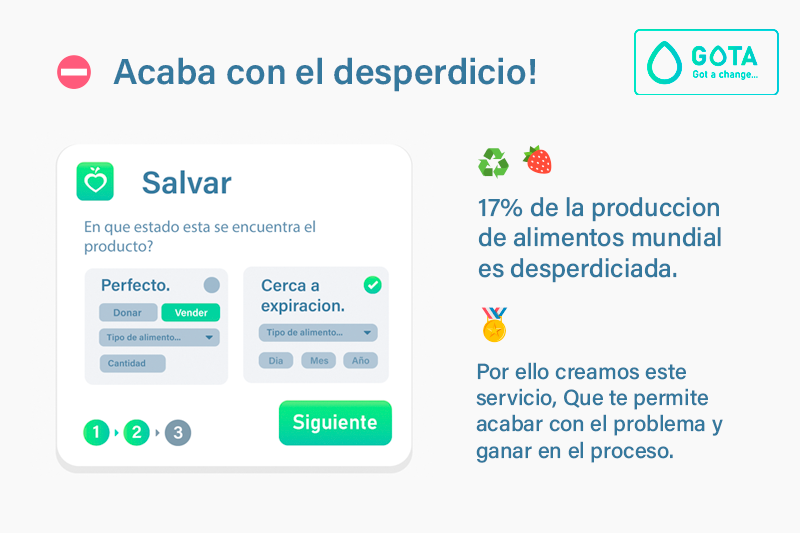 Acaba con el desperdicio!
GOTA
Got a change...
Salvar
En que estado esta se encuentra el
producto?
Perfecto.
Donar
Vender
Tipo de alimento...
Cantidad
Cerca a
expiracion.
Tipo de alimento...
Dia
Mes
Año
1
2
3
Siguiente
17% de la produccion
de alimentos mundial
es desperdiciada.
Por ello creamos este
servicio, Que te permite
acabar con el problema y
ganar en el proceso.